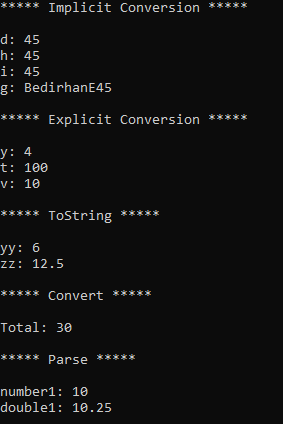 ***** Implicit Conversion *****
d: 45
h: 45
i: 45
g: BedirhanE45
***** Explicit Conversion *****
y: 4
t: 100
v: 10
***** ToString *****
yy: 6
zz: 12.5
***** Convert *****
Total: 30
***** Parse *****
number1: 10
double1: 10.25